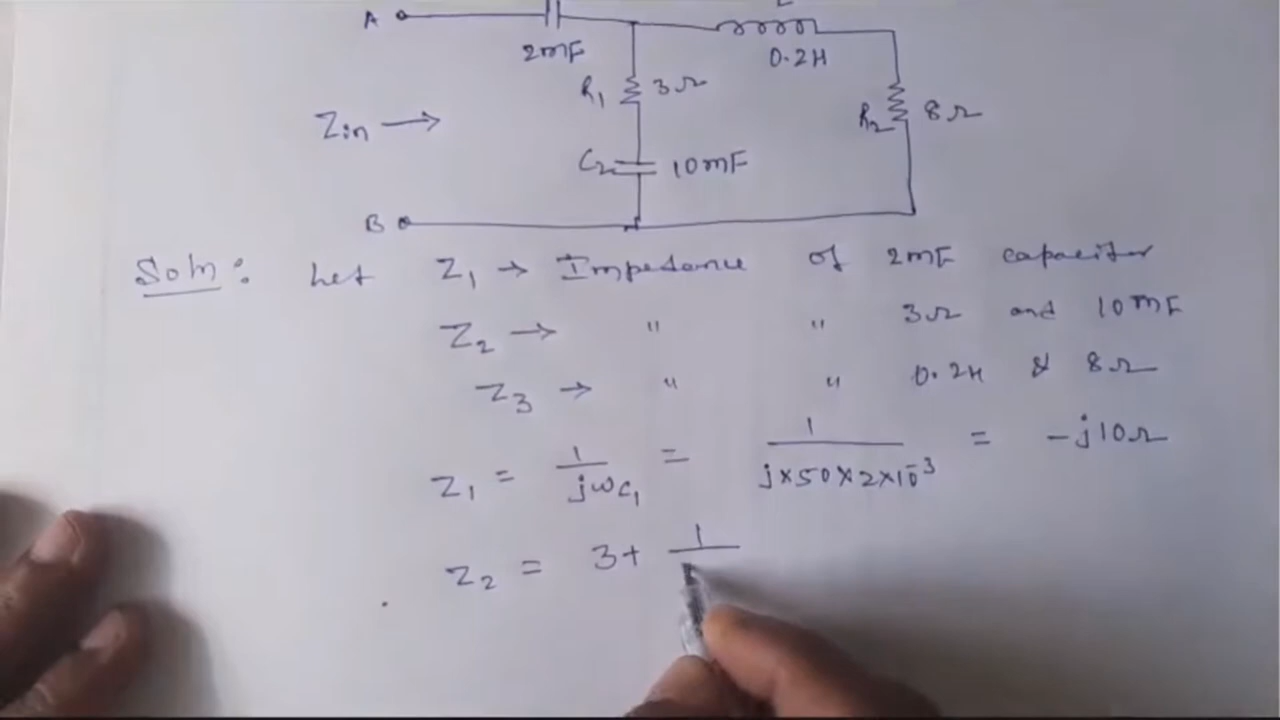 A
2mF
0.2H
R₁ 3Ω
Zin →
R₂ 8Ω
C₂ 10mF
B
Soln: Let Z₁ → Impedance of 2mF capacitor
Z₂ → " " 3Ω and 10mF
Z₃ → " " 0.2H & 8Ω
Z₁ = 1/jωC₁ = 1/j×50×2×10⁻³ = -j10Ω
Z₂ = 3+ 1/